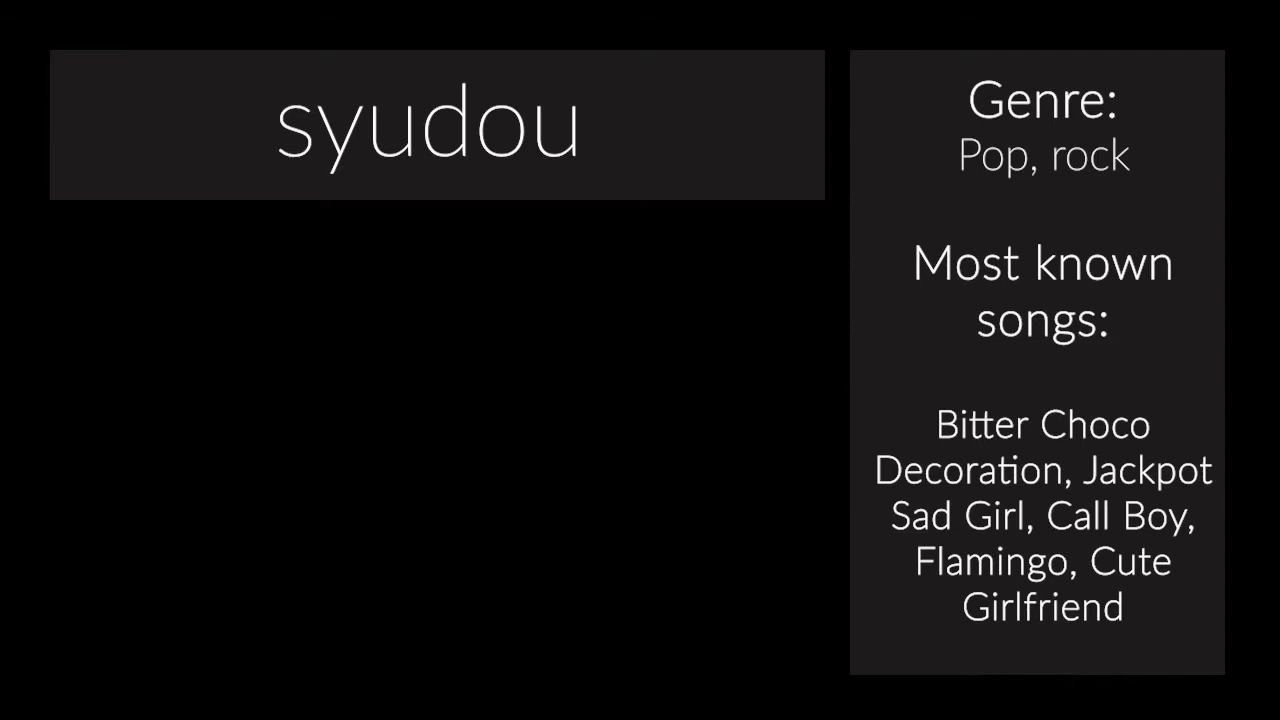 syudou
Genre:
Pop, rock
Most known
songs:
Bitter Choco
Decoration, Jackpot
Sad Girl, Call Boy,
Flamingo, Cute
Girlfriend